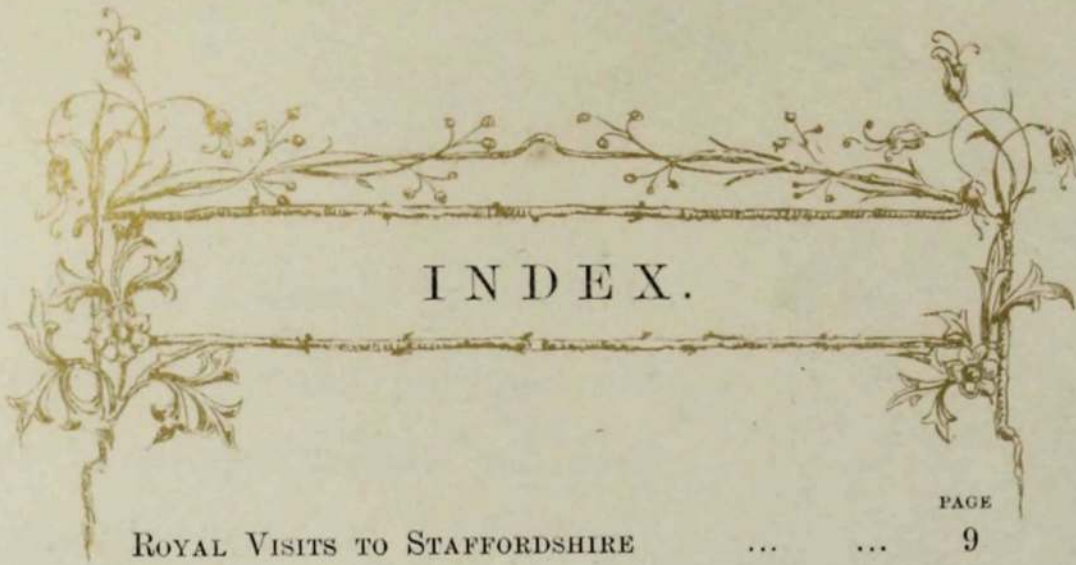 INDEX.
PAGE
ROYAL VISITS TO STAFFORDSHIRE ... ... 9